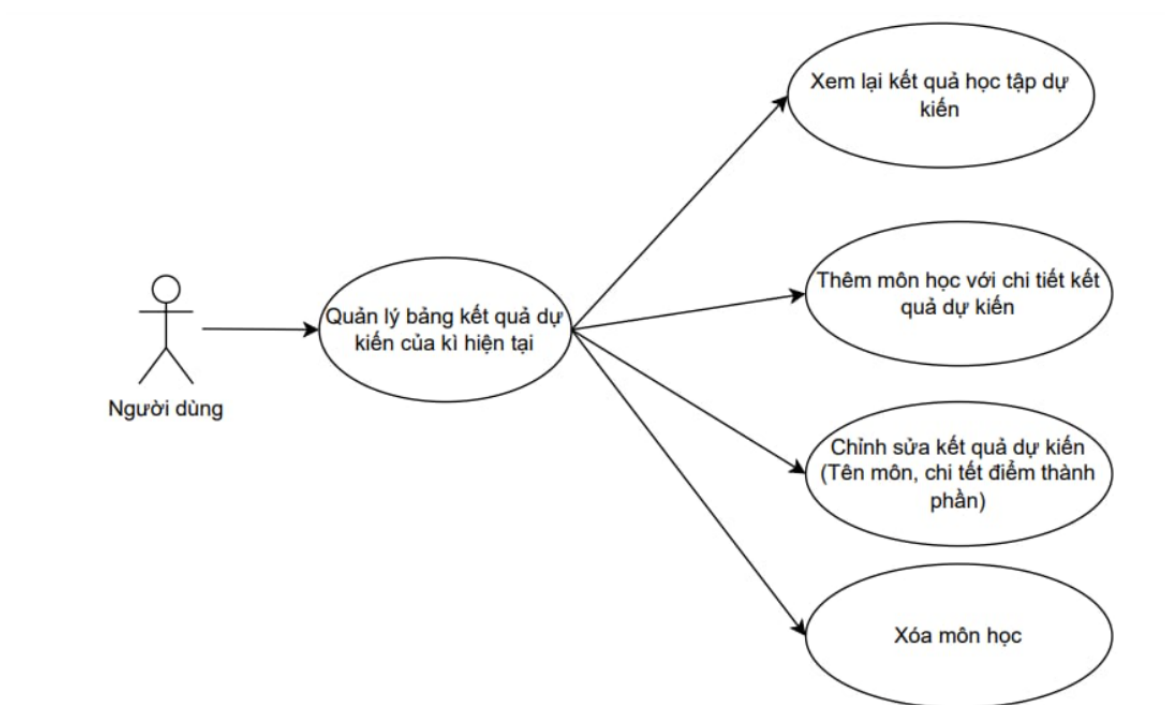 Xem lại kết quả học tập dự
kiến
Thêm môn học với chi tiết kết
quả dự kiến
Quản lý bảng kết quả dự
kiến của kì hiện tại
Người dùng
Chỉnh sửa kết quả dự kiến
(Tên môn, chi tết điểm thành
phần)
Xóa môn học